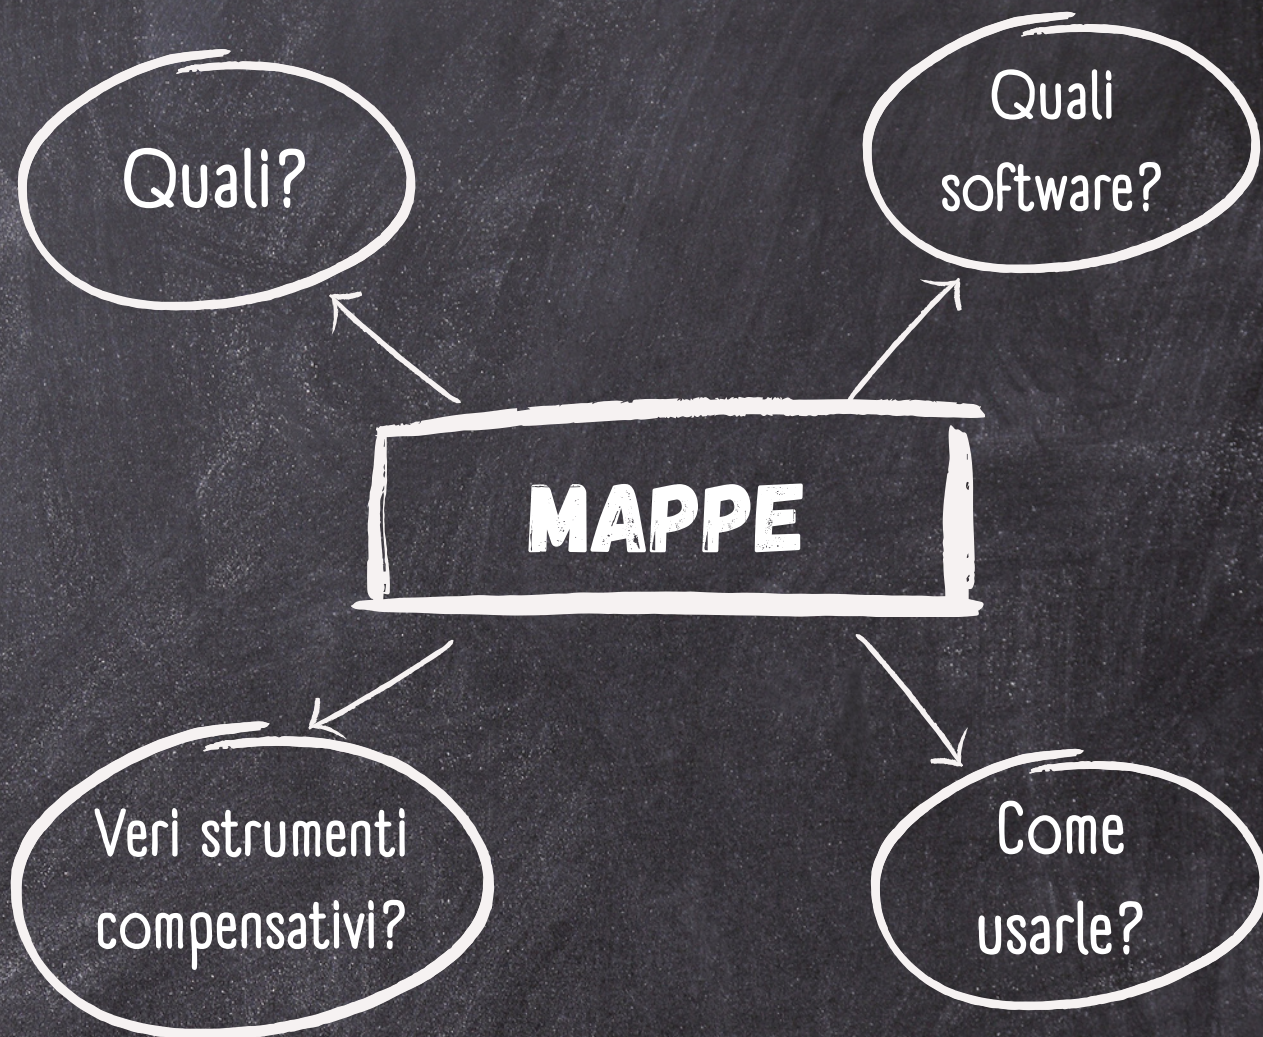 Quali?
Quali
software?
MAPPE
Veri strumenti
compensativi?
Come
usarle?